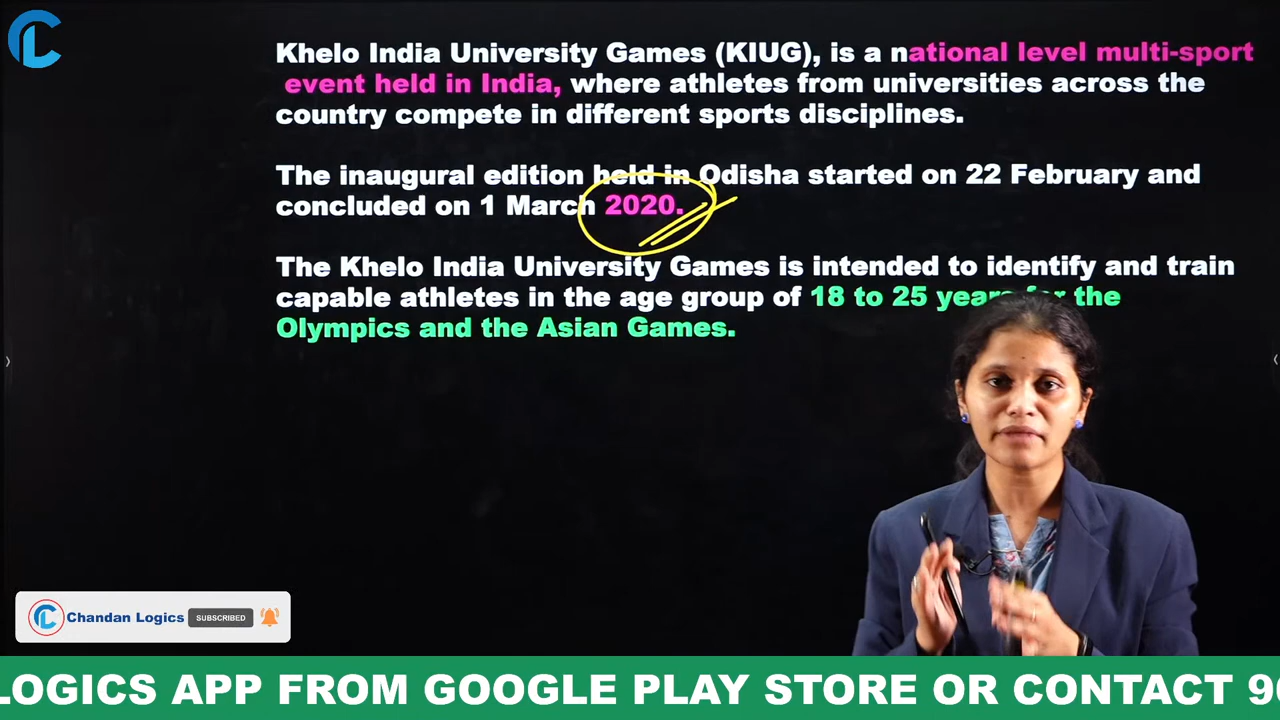 Khelo India University Games (KIUG), is a national level multi-sport
event held in India, where athletes from universities across the
country compete in different sports disciplines.
The inaugural edition held in Odisha started on 22 February and
concluded on 1 March 2020.
The Khelo India University Games is intended to identify and train
capable athletes in the age group of 18 to 25 years for the
Olympics and the Asian Games.
Chandan Logics SUBSCRIBED
LOGICS APP FROM GOOGLE PLAY STORE OR CONTACT